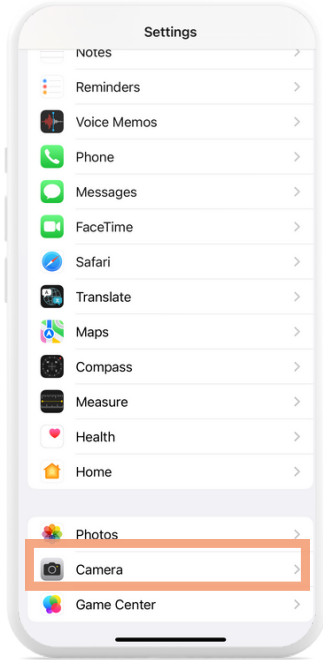 Settings
Notes
Reminders
Voice Memos
Phone
Messages
FaceTime
Safari
Translate
Maps
Compass
Measure
Health
Home
Photos
Camera
Game Center